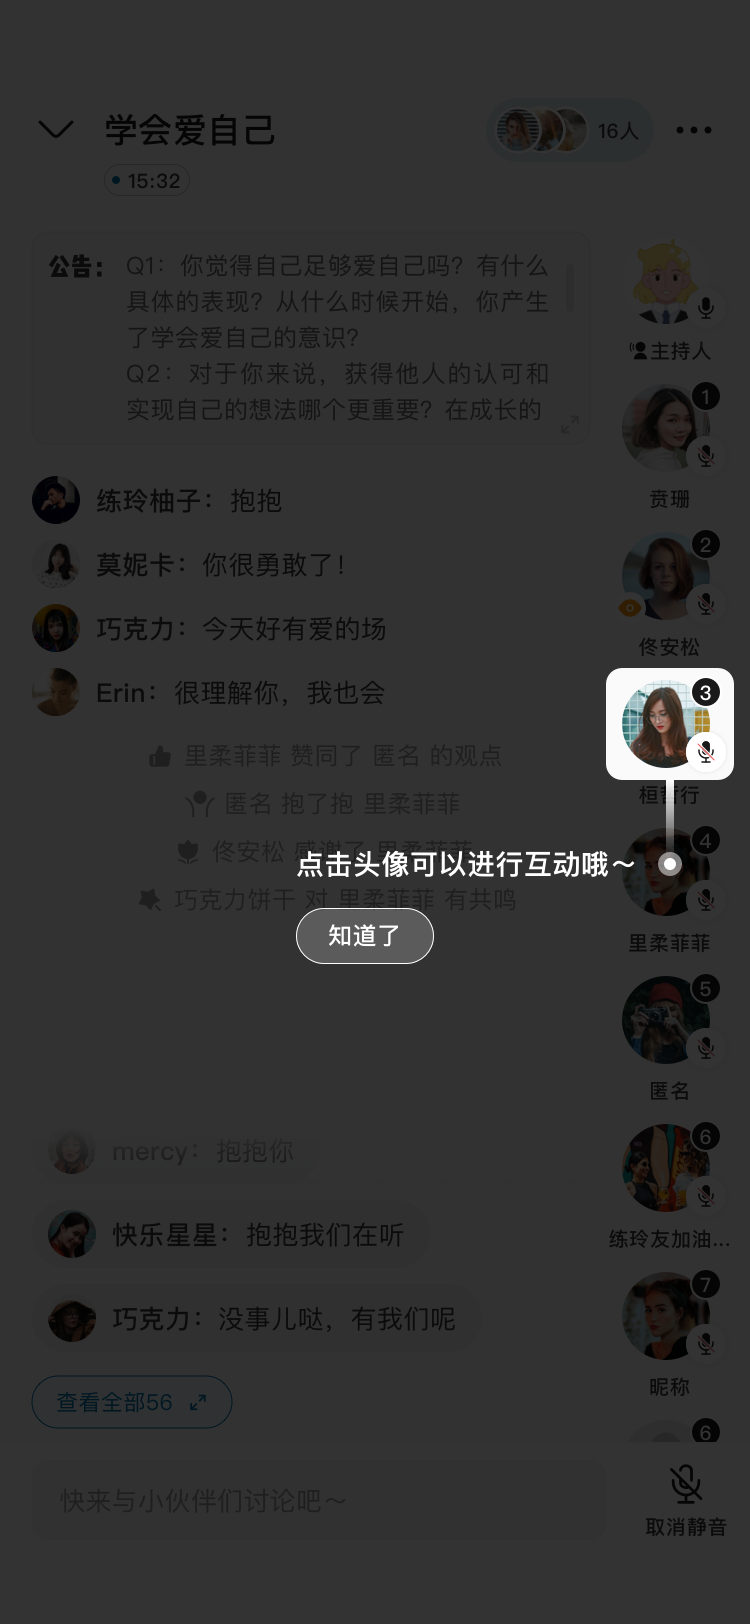 学会爱自己
16人
15:32
公告：
Q1：你觉得自己足够爱自己吗？有什么
具体的表现？从什么时候开始，你产生
了学会爱自己的意识？
Q2：对于你来说，获得他人的认可和
实现自己的想法哪个更重要？在成长的
主持人
1
贲珊
2
佟安松
3
桓哲行
4
里柔菲菲
5
匿名
6
练玲友加油...
7
昵称
6
练玲柚子：抱抱
莫妮卡：你很勇敢了！
巧克力：今天好有爱的场
Erin：很理解你，我也会
里柔菲菲 赞同了 匿名 的观点
匿名 抱了抱 里柔菲菲
佟安松 感谢了 里柔菲菲
点击头像可以进行互动哦～
巧克力饼干 对 里柔菲菲 有共鸣
知道了
mercy：抱抱你
快乐星星：抱抱我们在听
巧克力：没事儿哒，有我们呢
查看全部56
快来与小伙伴们讨论吧～
取消静音